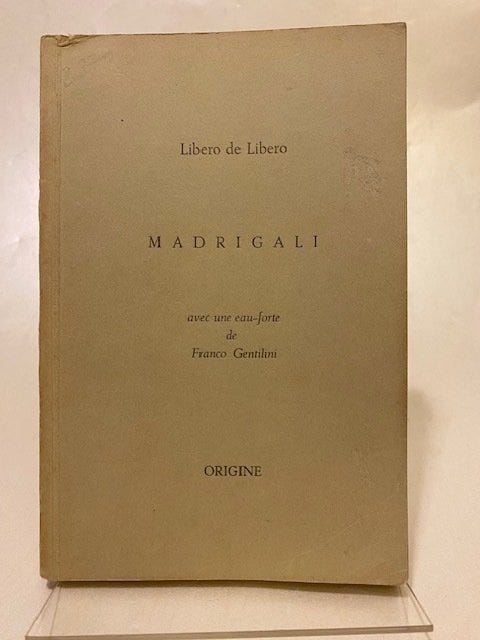 Libero de Libero
MADRIGALI
avec une eau-forte
de
Franco Gentilini
ORIGINE